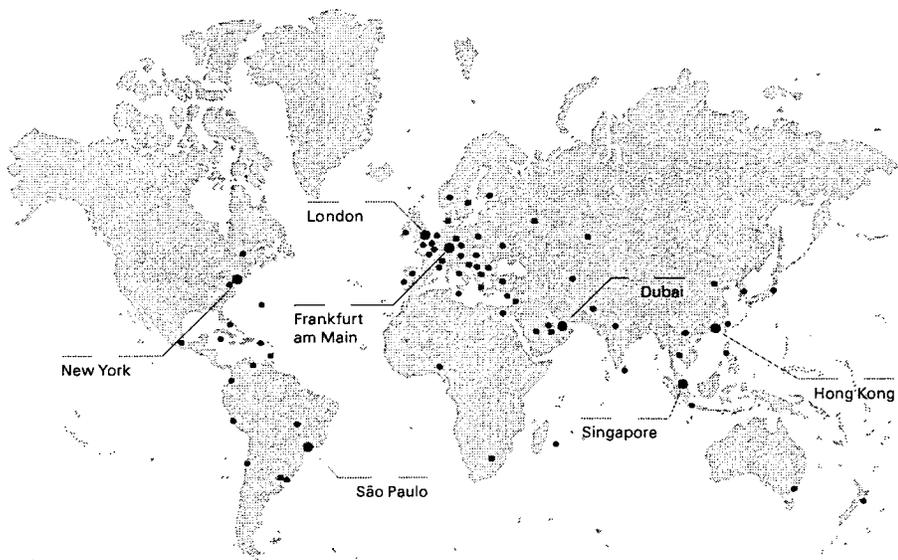 London
Dubai
Frankfurt
am Main
New York
Hong Kong
Singapore
São Paulo